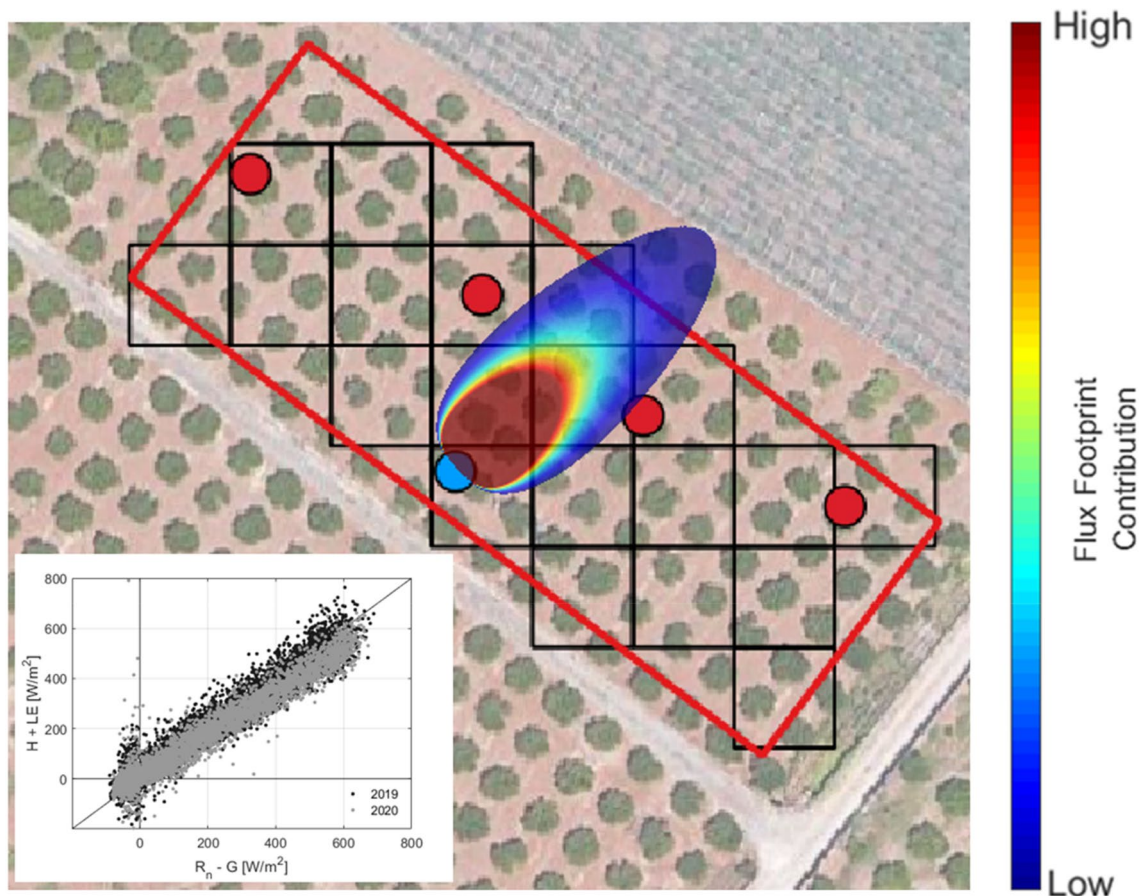 High
Flux Footprint
Contribution
Low
800
600
400
200
0
H + LE [W/m²]
2019
2020
0 200 400 600 800
Rₙ - G [W/m²]